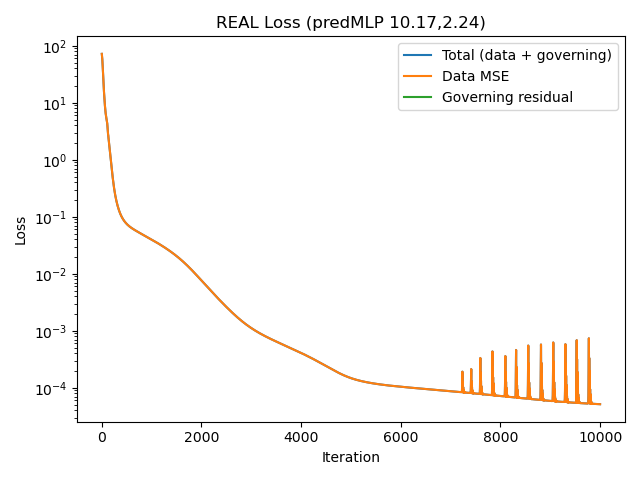 REAL Loss (predMLP 10.17,2.24)
Total (data + governing)
Data MSE
Governing residual
Loss
10²
10¹
10⁰
10⁻¹
10⁻²
10⁻³
10⁻⁴
0 2000 4000 6000 8000 10000
Iteration